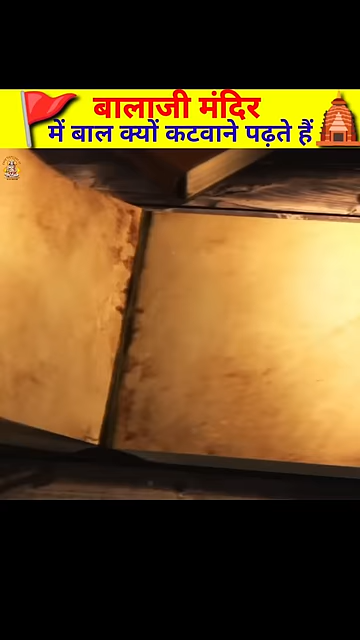 बालाजी मंदिर
में बाल क्यों कटवाने पढ़ते हैं